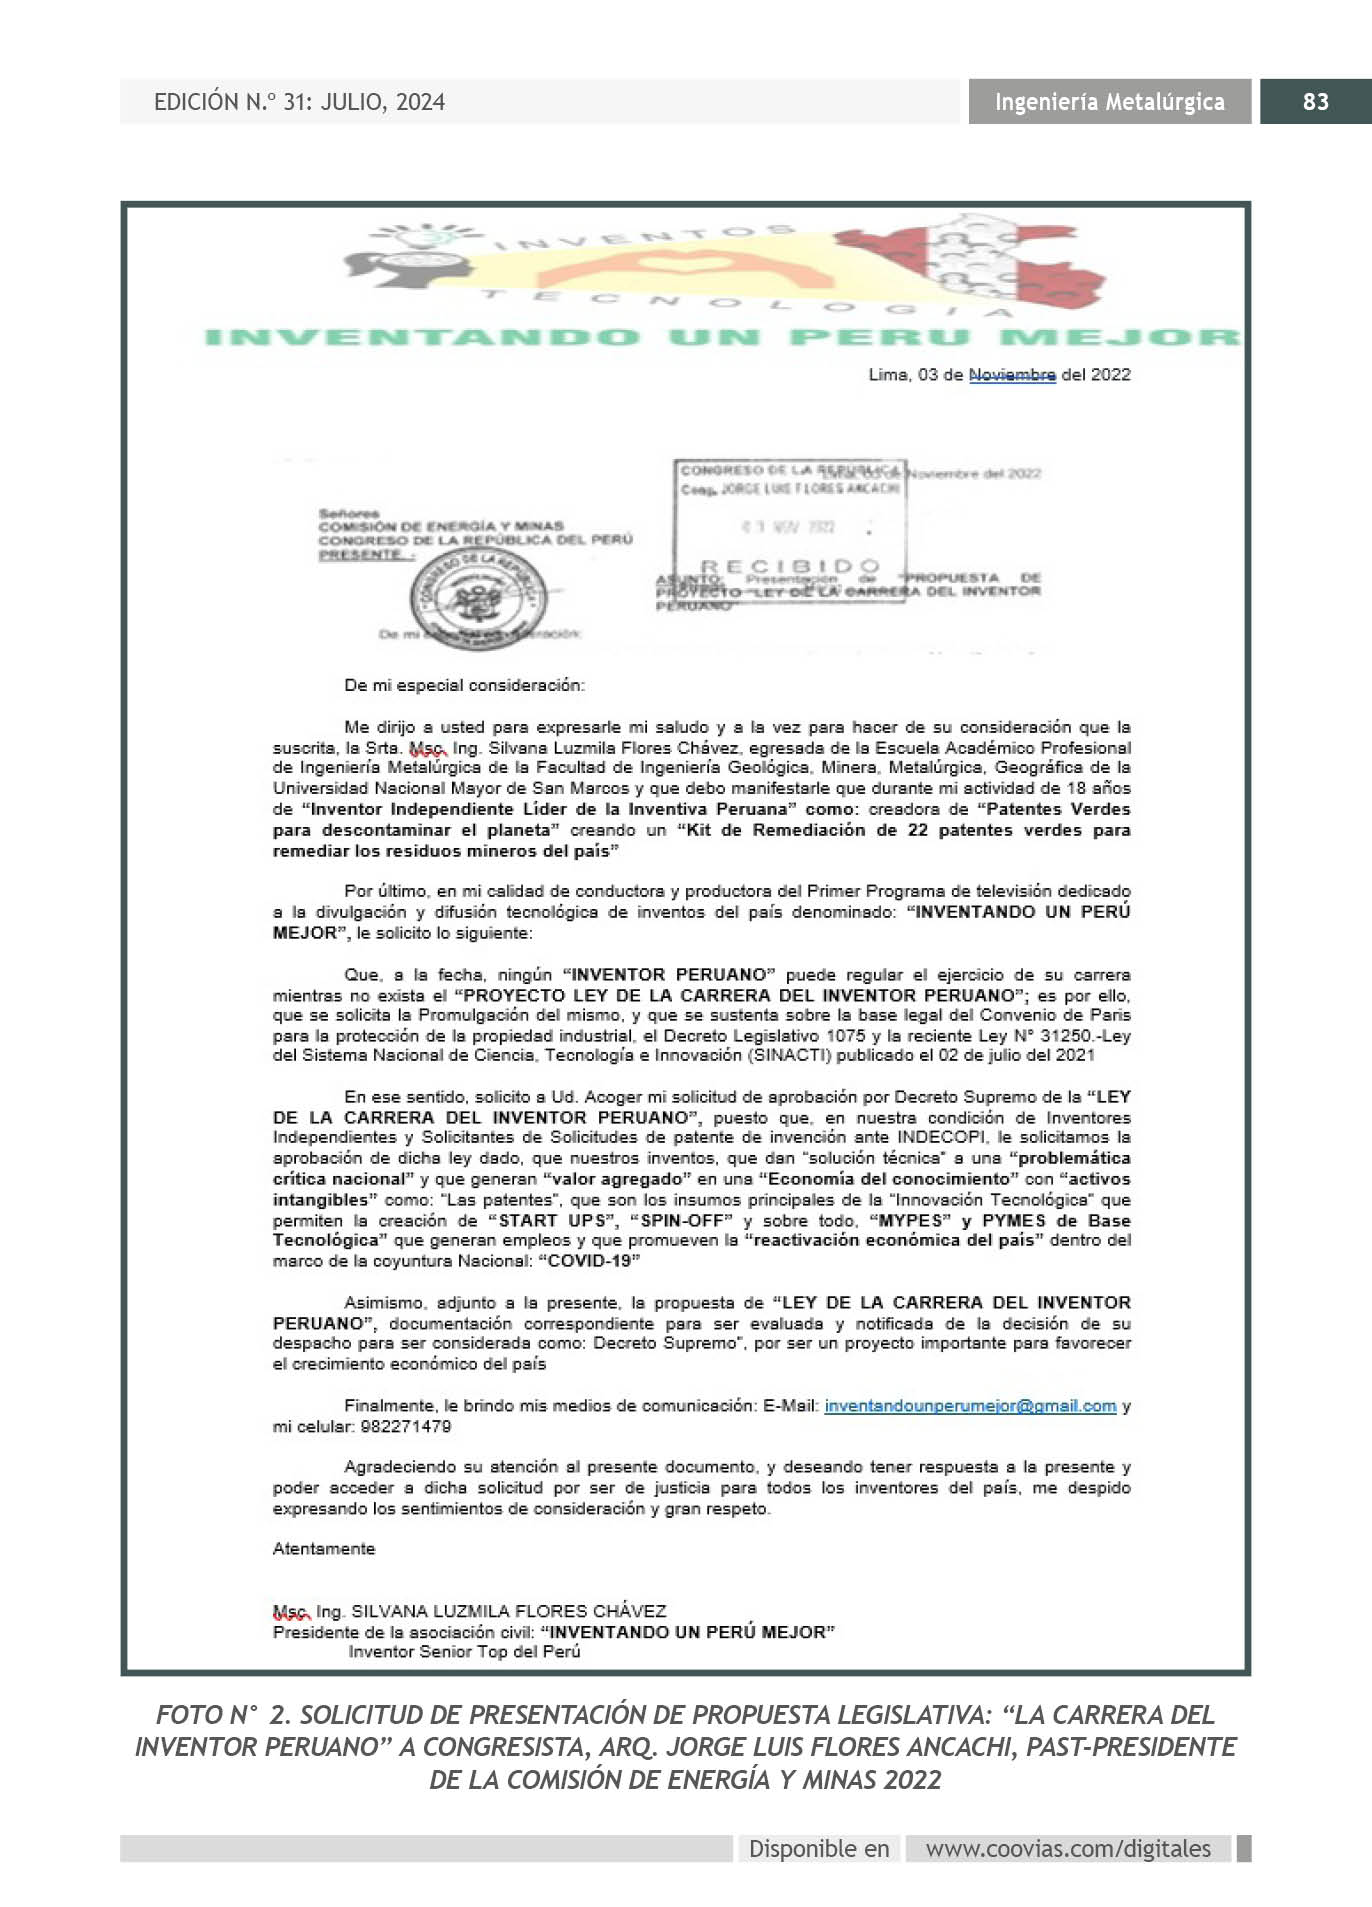 EDICIÓN N.º 31: JULIO, 2024
Ingeniería Metalúrgica
83
INVENTOS
TECNOLOGIA
INVENTANDO UN PERU MEJOR
Lima, 03 de Noviembre del 2022
CONGRESO DE LA REPUBLICA
Noviembre del 2022
Cong. JORGE LUIS FLORES ANCACHI
Señores
COMISIÓN DE ENERGÍA Y MINAS
CONGRESO DE LA REPÚBLICA DEL PERÚ
PRESENTE. -
NOV 2022
RECIBIDO
CONGRESO DE LA REPÚBLICA
ASUNTO: Presentación de "PROPUESTA DE
PROYECTO "LEY DE LA CARRERA DEL INVENTOR
PERUANO"
De mi
De mi especial consideración:
Me dirijo a usted para expresarle mi saludo y a la vez para hacer de su consideración que la
suscrita, la Srta. Msc. Ing. Silvana Luzmila Flores Chávez, egresada de la Escuela Académico Profesional
de Ingeniería Metalúrgica de la Facultad de Ingeniería Geológica, Minera, Metalúrgica, Geográfica de la
Universidad Nacional Mayor de San Marcos y que debo manifestarle que durante mi actividad de 18 años
de “Inventor Independiente Líder de la Inventiva Peruana” como: creadora de “Patentes Verdes
para descontaminar el planeta” creando un “Kit de Remediación de 22 patentes verdes para
remediar los residuos mineros del país”
Por último, en mi calidad de conductora y productora del Primer Programa de televisión dedicado
a la divulgación y difusión tecnológica de inventos del país denominado: “INVENTANDO UN PERÚ
MEJOR”, le solicito lo siguiente:
Que, a la fecha, ningún “INVENTOR PERUANO” puede regular el ejercicio de su carrera
mientras no exista el “PROYECTO LEY DE LA CARRERA DEL INVENTOR PERUANO”; es por ello,
que se solicita la Promulgación del mismo, y que se sustenta sobre la base legal del Convenio de Paris
para la protección de la propiedad industrial, el Decreto Legislativo 1075 y la reciente Ley N° 31250.-Ley
del Sistema Nacional de Ciencia, Tecnología e Innovación (SINACTI) publicado el 02 de julio del 2021
En ese sentido, solicito a Ud. Acoger mi solicitud de aprobación por Decreto Supremo de la “LEY
DE LA CARRERA DEL INVENTOR PERUANO”, puesto que, en nuestra condición de Inventores
Independientes y Solicitantes de Solicitudes de patente de invención ante INDECOPI, le solicitamos la
aprobación de dicha ley dado, que nuestros inventos, que dan “solución técnica” a una “problemática
crítica nacional” y que generan “valor agregado” en una “Economía del conocimiento” con “activos
intangibles” como: “Las patentes”, que son los insumos principales de la “Innovación Tecnológica” que
permiten la creación de “START UPS”, “SPIN-OFF” y sobre todo, “MYPES” y PYMES de Base
Tecnológica” que generan empleos y que promueven la “reactivación económica del país” dentro del
marco de la coyuntura Nacional: “COVID-19”
Asimismo, adjunto a la presente, la propuesta de “LEY DE LA CARRERA DEL INVENTOR
PERUANO”, documentación correspondiente para ser evaluada y notificada de la decisión de su
despacho para ser considerada como: Decreto Supremo”, por ser un proyecto importante para favorecer
el crecimiento económico del país
Finalmente, le brindo mis medios de comunicación: E-Mail: inventandounperumejor@gmail.com y
mi celular: 982271479
Agradeciendo su atención al presente documento, y deseando tener respuesta a la presente y
poder acceder a dicha solicitud por ser de justicia para todos los inventores del país, me despido
expresando los sentimientos de consideración y gran respeto.
Atentamente
Msc. Ing. SILVANA LUZMILA FLORES CHÁVEZ
Presidente de la asociación civil: “INVENTANDO UN PERÚ MEJOR”
Inventor Senior Top del Perú
FOTO N° 2. SOLICITUD DE PRESENTACIÓN DE PROPUESTA LEGISLATIVA: “LA CARRERA DEL
INVENTOR PERUANO” A CONGRESISTA, ARQ. JORGE LUIS FLORES ANCACHI, PAST-PRESIDENTE
DE LA COMISIÓN DE ENERGÍA Y MINAS 2022
Disponible en
www.coovias.com/digitales